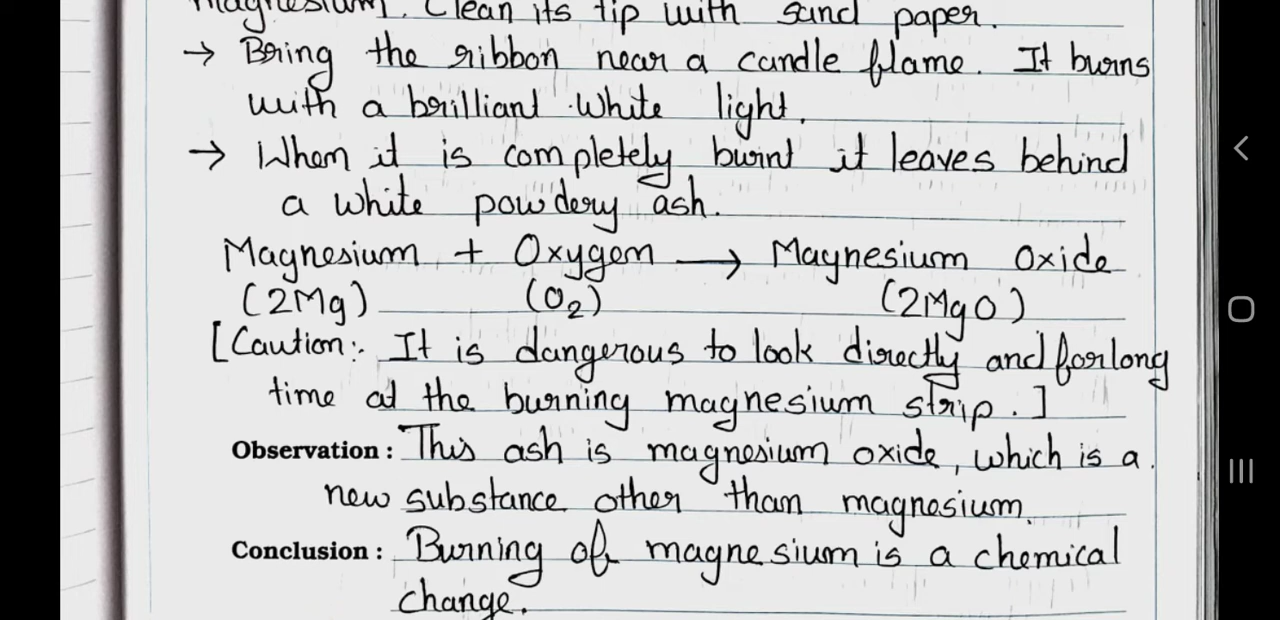 Magnesium. Clean its tip with sand paper.
→ Bring the ribbon near a candle flame. It burns
with a brilliant white light.
→ When it is completely burnt it leaves behind
a white powdery ash.
Magnesium + Oxygen → Magnesium Oxide
(2Mg) (O₂) (2MgO)
[Caution:. It is dangerous to look directly and for long
time at the burning magnesium strip.]
Observation : This ash is magnesium oxide, which is a
new substance other than magnesium.
Conclusion : Burning of magnesium is a chemical
change.